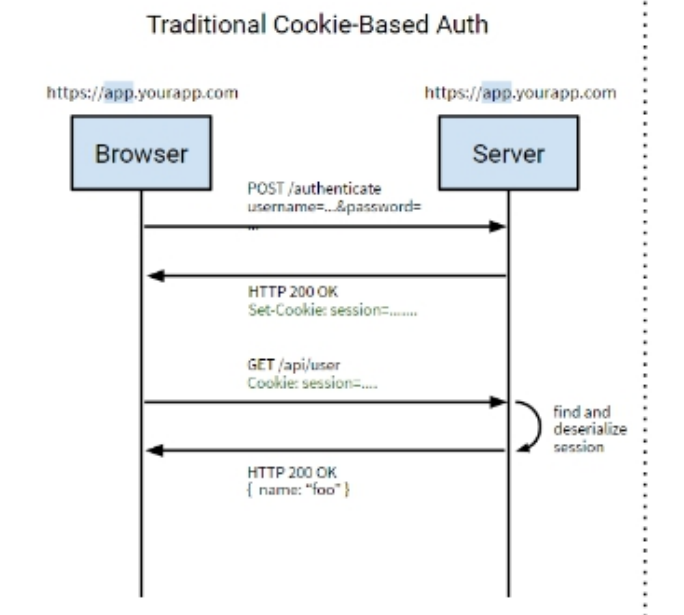 Traditional Cookie-Based Auth
https://app.yourapp.com
https://app.yourapp.com
Browser
Server
POST /authenticate
username=...&password=
...
HTTP 200 OK
Set-Cookie: session=.......
GET /api/user
Cookie: session=....
find and
deserialize
session
HTTP 200 OK
{ name: "foo" }